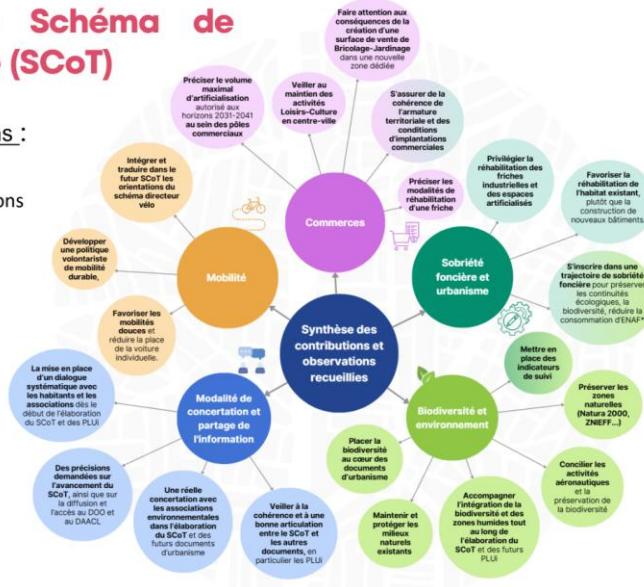 Schéma de
(SCoT)
ns :
ons
Faire attention aux
conséquences de la
création d'une
surface de vente de
Bricolage-Jardinage
dans une nouvelle
zone dédiée
Préciser le volume
maximal
d'artificialisation
autorisé aux
horizons 2031-2041
au sein des pôles
commerciaux
Veiller au
maintien des
activités
Loisirs-Culture
en centre-ville
S'assurer de la
cohérence de
l'armature
territoriale et des
conditions
d'implantations
commerciales
Préciser les
modalités de
réhabilitation
d'une friche
Commerces
Intégrer et
traduire dans le
futur SCoT les
orientations du
schéma directeur
vélo
Développer
une politique
volontariste
de mobilité
durable,
Favoriser les
mobilités
douces et
réduire la place
de la voiture
individuelle.
Mobilité
Privilégier la
réhabilitation des
friches
industrielles et
des espaces
artificialisés
Favoriser la
réhabilitation de
l'habitat existant,
plutôt que la
construction de
nouveaux bâtiments.
S'inscrire dans une
trajectoire de sobriété
foncière pour préserver
les continuités
écologiques, la
biodiversité, réduire la
consommation d'ENAF*
Sobriété
foncière et
urbanisme
Synthèse des
contributions et
observations
recueillies
Mettre en
place des
indicateurs
de suivi
La mise en place
d'un dialogue
systématique avec
les habitants et les
associations dès le
début de l'élaboration
du SCoT et des PLUi
Modalité de
concertation et
partage de
l'information
Des précisions
demandées sur
l'avancement du
SCoT, ainsi que sur
la diffusion et
l'accès au DOO et
au DAACL
Une réelle
concertation avec
les associations
environnementales
dans l'élaboration
du SCoT et des
futurs documents
d'urbanisme
Veiller à la
cohérence et à une
bonne articulation
entre le SCoT et
les autres
documents, en
particulier les PLUi
Biodiversité et
environnement
Placer la
biodiversité
au cœur des
documents
d'urbanisme
Maintenir et
protéger les
milieux
naturels
existants
Accompagner
l'intégration de la
biodiversité et des
zones humides tout
au long de
l'élaboration du
SCoT et des futurs
PLUi
Concilier les
activités
aéronautiques
et la
préservation de
la biodiversité
Préserver les
zones
naturelles
(Natura 2000,
ZNIEFF...)